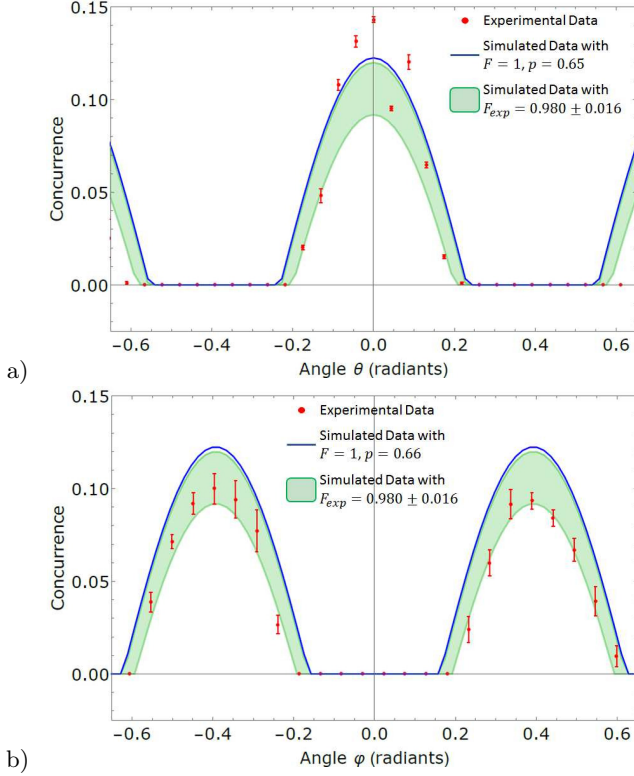 0.15
0.10
0.05
0.00
Concurrence
Experimental Data
Simulated Data with
F = 1, p = 0.65
Simulated Data with
F_exp = 0.980 ± 0.016
−0.6 −0.4 −0.2 0.0 0.2 0.4 0.6
Angle θ (radiants)
a)
0.15
0.10
0.05
0.00
Concurrence
Experimental Data
Simulated Data with
F = 1, p = 0.66
Simulated Data with
F_exp = 0.980 ± 0.016
−0.6 −0.4 −0.2 0.0 0.2 0.4 0.6
Angle φ (radiants)
b)